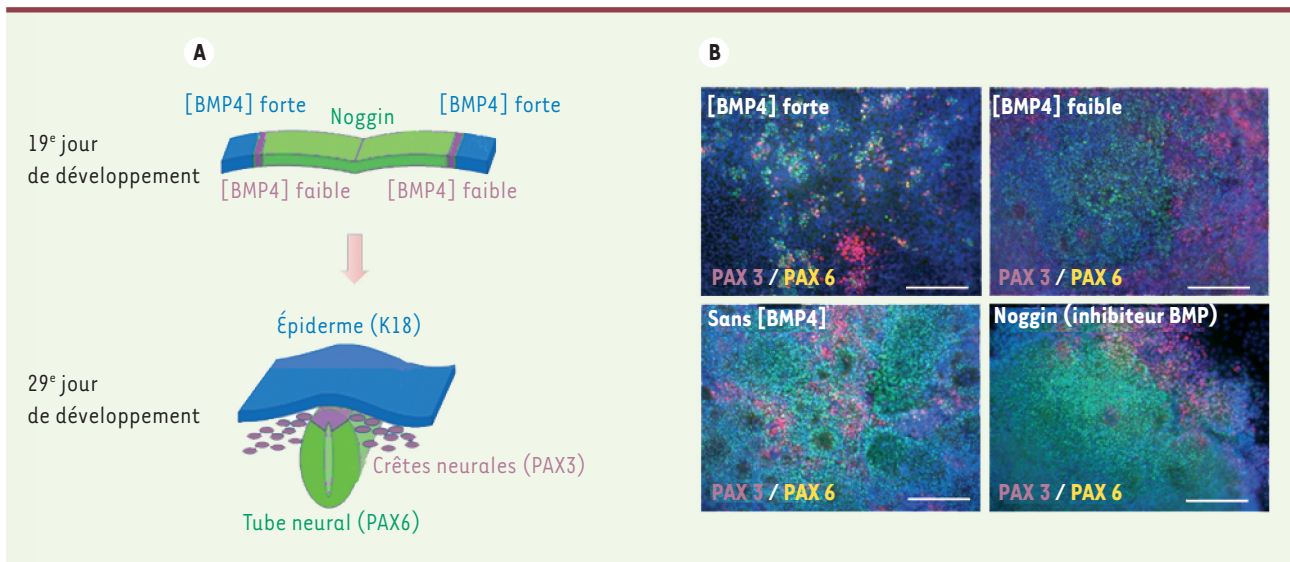 A
[BMP4] forte
[BMP4] forte
Noggin
19e jour
de développement
[BMP4] faible
[BMP4] faible
Épiderme (K18)
29e jour
de développement
Crêtes neurales (PAX3)
Tube neural (PAX6)
B
[BMP4] forte
PAX 3 / PAX 6
[BMP4] faible
PAX 3 / PAX 6
Sans [BMP4]
PAX 3 / PAX 6
Noggin (inhibiteur BMP)
PAX 3 / PAX 6